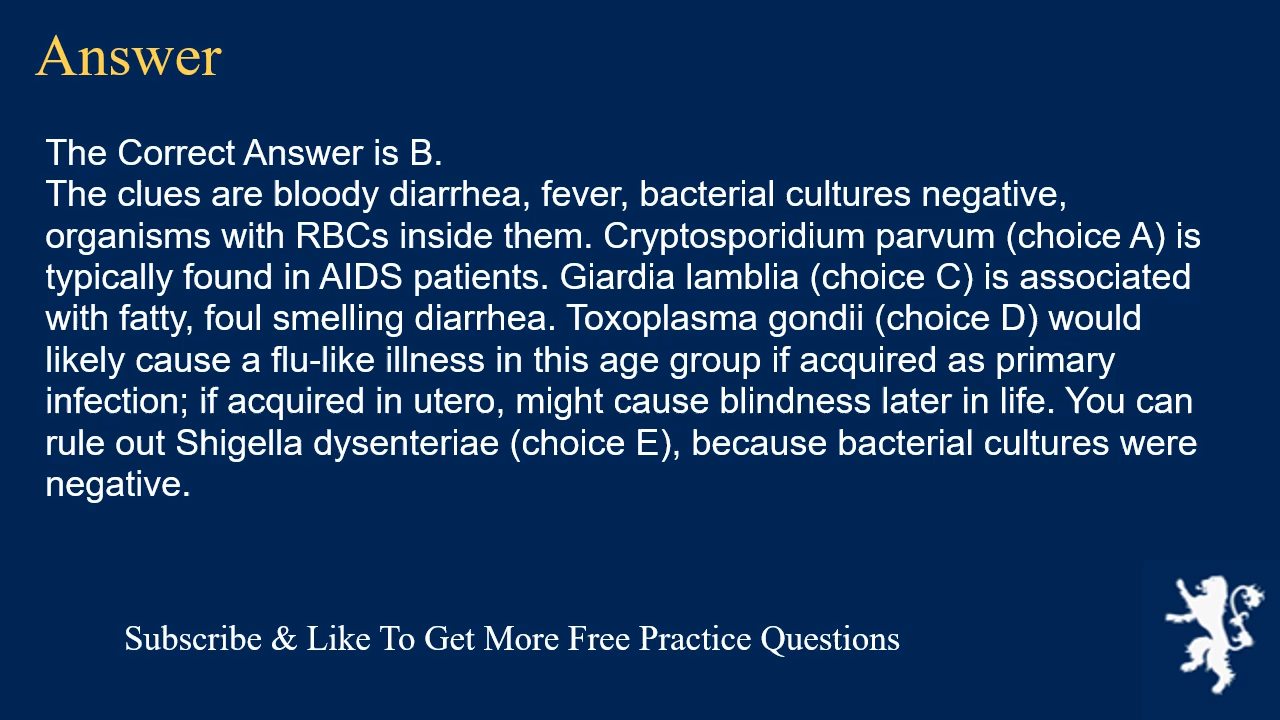 Answer
The Correct Answer is B.
The clues are bloody diarrhea, fever, bacterial cultures negative,
organisms with RBCs inside them. Cryptosporidium parvum (choice A) is
typically found in AIDS patients. Giardia lamblia (choice C) is associated
with fatty, foul smelling diarrhea. Toxoplasma gondii (choice D) would
likely cause a flu-like illness in this age group if acquired as primary
infection; if acquired in utero, might cause blindness later in life. You can
rule out Shigella dysenteriae (choice E), because bacterial cultures were
negative.
Subscribe & Like To Get More Free Practice Questions